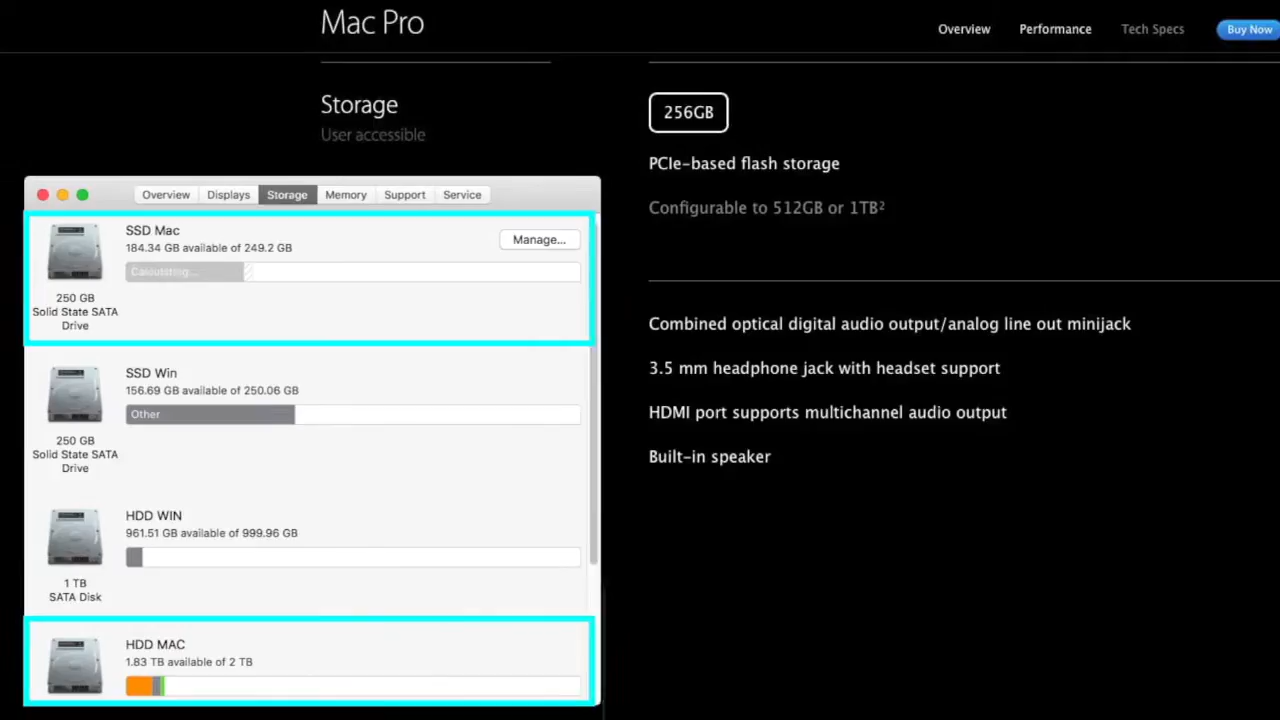 Mac Pro
Overview
Performance
Tech Specs
Buy Now
Storage
User accessible
256GB
PCIe-based flash storage
Configurable to 512GB or 1TB²
Combined optical digital audio output/analog line out minijack
3.5 mm headphone jack with headset support
HDMI port supports multichannel audio output
Built-in speaker
Overview
Displays
Storage
Memory
Support
Service
SSD Mac
184.34 GB available of 249.2 GB
Manage...
250 GB
Solid State SATA
Drive
SSD Win
156.69 GB available of 250.06 GB
Other
250 GB
Solid State SATA
Drive
HDD WIN
961.51 GB available of 999.96 GB
1 TB
SATA Disk
HDD MAC
1.83 TB available of 2 TB